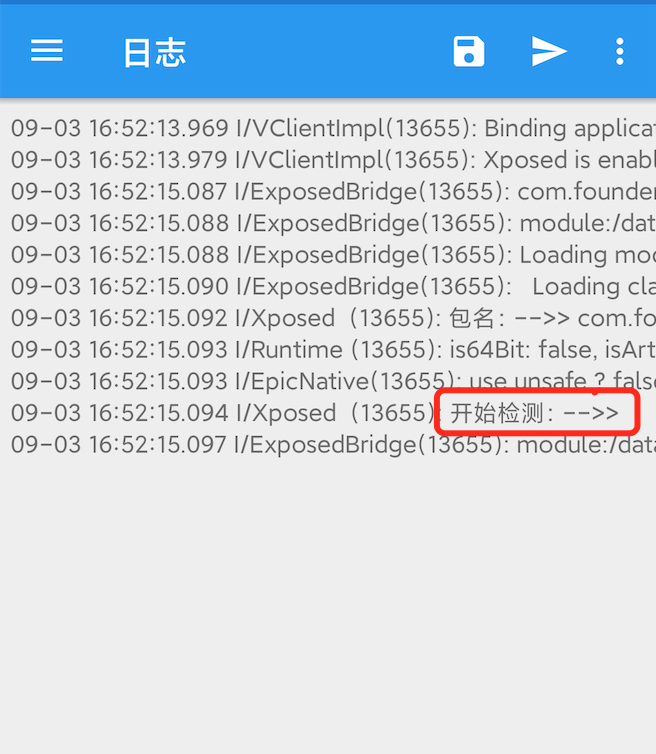 日志
09-03 16:52:13.969 I/VClientImpl(13655): Binding applica
09-03 16:52:13.979 I/VClientImpl(13655): Xposed is enabl
09-03 16:52:15.087 I/ExposedBridge(13655): com.founder
09-03 16:52:15.088 I/ExposedBridge(13655): module:/dat
09-03 16:52:15.088 I/ExposedBridge(13655): Loading mod
09-03 16:52:15.090 I/ExposedBridge(13655):   Loading cla
09-03 16:52:15.092 I/Xposed  (13655): 包名: -->> com.fo
09-03 16:52:15.093 I/Runtime (13655): is64Bit: false, isArt
09-03 16:52:15.093 I/EpicNative(13655): use unsafe ? fals
09-03 16:52:15.094 I/Xposed  (13655): 开始检测: -->>
09-03 16:52:15.097 I/ExposedBridge(13655): module:/data